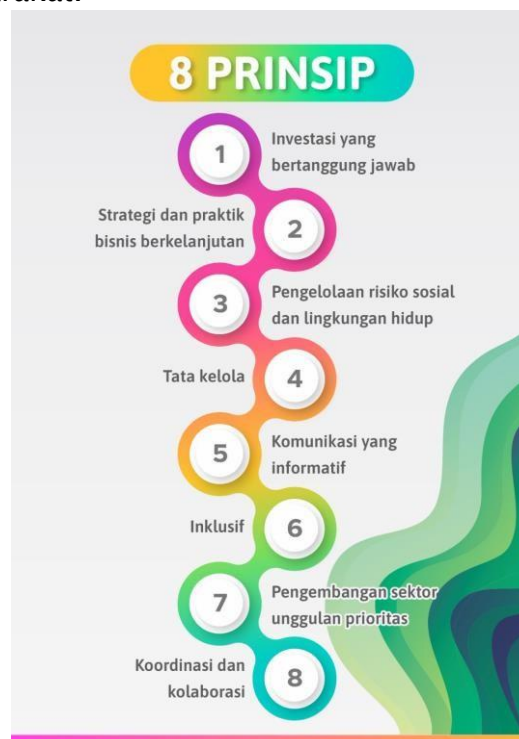 8 PRINSIP
1
Investasi yang
bertanggung jawab
Strategi dan praktik
bisnis berkelanjutan
2
3
Pengelolaan risiko sosial
dan lingkungan hidup
Tata kelola
4
5
Komunikasi yang
informatif
Inklusif
6
7
Pengembangan sektor
unggulan prioritas
Koordinasi dan
kolaborasi
8